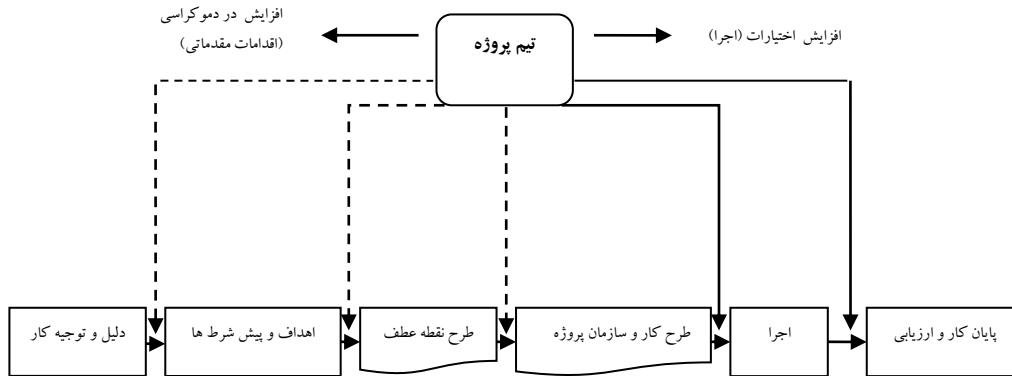 افزایش در دموکراسی
(اقدامات مقدماتی)
تیم پروژه
افزایش اختیارات (اجرا)
دلیل و توجیه کار
اهداف و پیش شرط ها
طرح نقطه عطف
طرح کار و سازمان پروژه
اجرا
پایان کار و ارزیابی